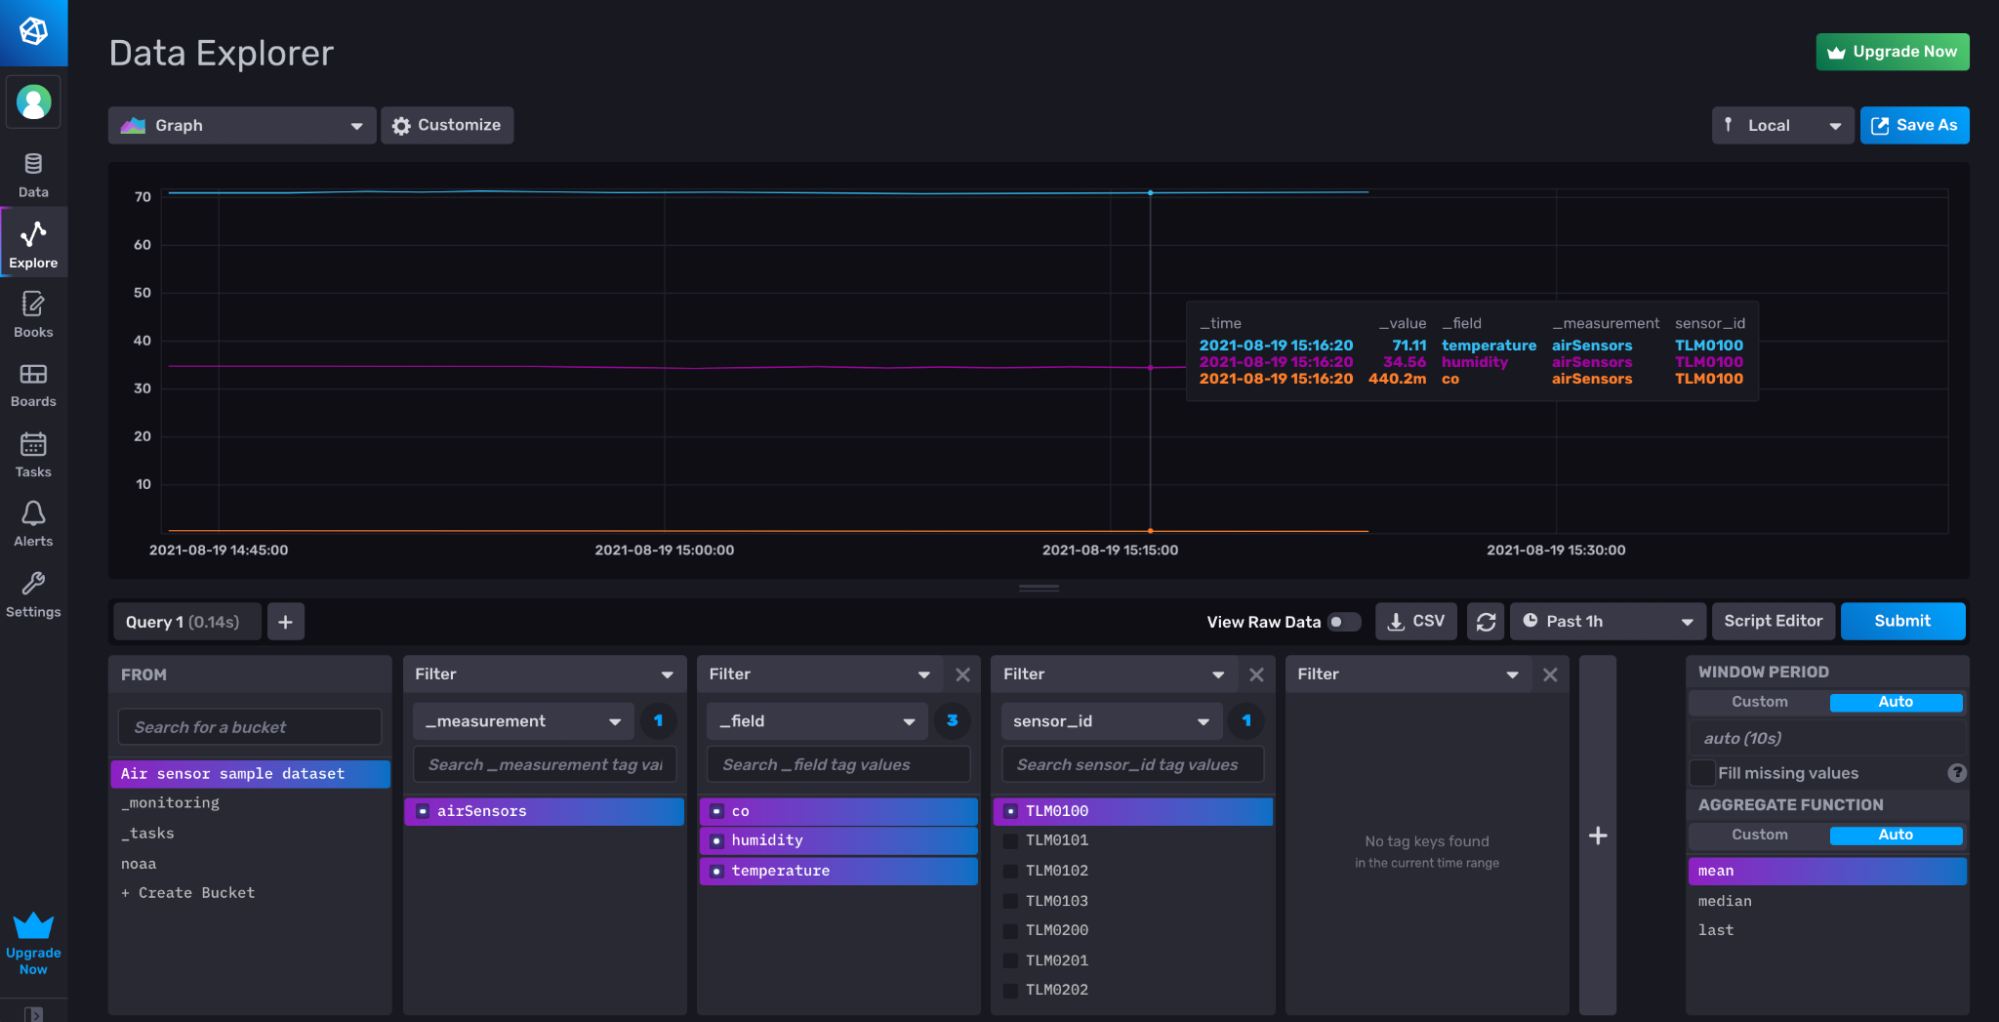 Data Explorer
Upgrade Now
Graph
Customize
Local
Save As
Data
Explore
Books
Boards
Tasks
Alerts
Settings
Upgrade
Now
70
60
50
40
30
20
10
_time _value _field _measurement sensor_id
2021-08-19 15:16:20 71.11 temperature airSensors TLM0100
2021-08-19 15:16:20 34.56 humidity airSensors TLM0100
2021-08-19 15:16:20 440.2m co airSensors TLM0100
2021-08-19 14:45:00 2021-08-19 15:00:00 2021-08-19 15:15:00 2021-08-19 15:30:00
Query 1 (0.14s)
+
View Raw Data
CSV
Past 1h
Script Editor
Submit
FROM
Search for a bucket
Air sensor sample dataset
_monitoring
_tasks
noaa
+ Create Bucket
Filter
_measurement 1
Search _measurement tag val
airSensors
Filter
_field 3
Search _field tag values
co
humidity
temperature
Filter
sensor_id 1
Search sensor_id tag values
TLM0100
TLM0101
TLM0102
TLM0103
TLM0200
TLM0201
TLM0202
Filter
No tag keys found
in the current time range
+
WINDOW PERIOD
Custom Auto
auto (10s)
Fill missing values ?
AGGREGATE FUNCTION
Custom Auto
mean
median
last